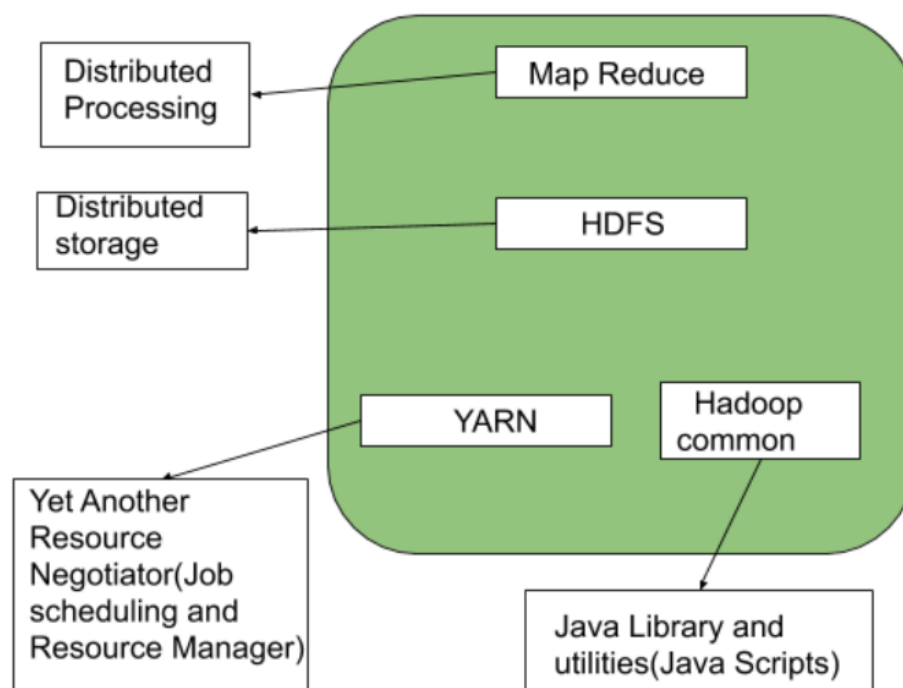 Distributed
Processing
Map Reduce
Distributed
storage
HDFS
YARN
Hadoop
common
Yet Another
Resource
Negotiator(Job
scheduling and
Resource Manager)
Java Library and
utilities(Java Scripts)